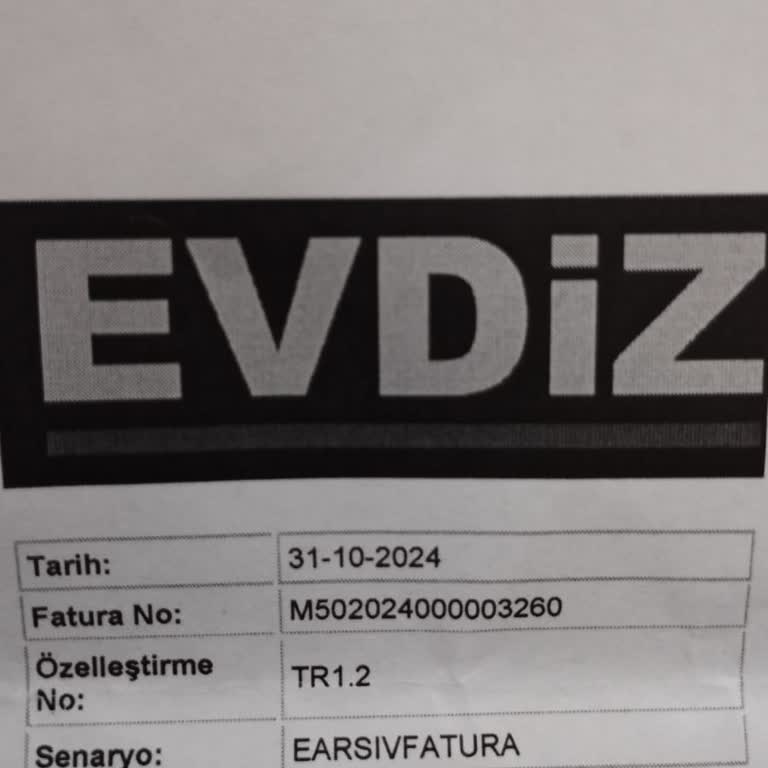 EVDiZ
Tarih: 31-10-2024
Fatura No: M502024000003260
Özelleştirme
No: TR1.2
Senaryo: EARSIVFATURA